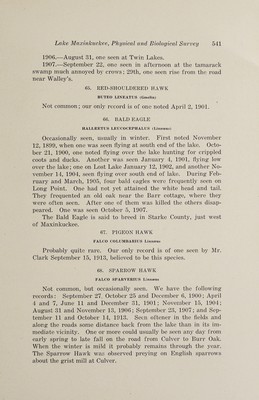 Lake Maxinkuckee, Physical and Biological Survey 541
1906.—August 31, one seen at Twin Lakes.
1907.—September 22, one seen in afternoon at the tamarack
swamp much annoyed by crows; 29th, one seen rise from the road
near Walley's.
65. RED-SHOULDERED HAWK
BUTEO LINEATUS (Gmelin)
Not common; our only record is of one noted April 2, 1901.
66. BALD EAGLE
HALIÆETUS LEUCOCEPHALUS (Linnæus)
Occasionally seen, usually in winter. First noted November
12, 1899, when one was seen flying at south end of the lake. Octo-
ber 21, 1900, one noted flying over the lake hunting for crippled
coots and ducks. Another was seen January 4, 1901, flying low
over the lake; one on Lost Lake January 12, 1902, and another No-
vember 14, 1904, seen flying over south end of lake. During Feb-
ruary and March, 1905, four bald eagles were frequently seen on
Long Point. One had not yet attained the white head and tail.
They frequented an old oak near the Barr cottage, where they
were often seen. After one of them was killed the others disap-
peared. One was seen October 5, 1907.
The Bald Eagle is said to breed in Starke County, just west
of Maxinkuckee.
67. PIGEON HAWK
FALCO COLUMBARIUS Linnæus
Probably quite rare. Our only record is of one seen by Mr.
Clark September 15, 1913, believed to be this species.
68. SPARROW HAWK
FALCO SPARVERIUS Linnæus
Not common, but occasionally seen. We have the following
records: September 27, October 25 and December 6, 1900; April
4 and 7, June 11 and December 31, 1901; November 15, 1904;
August 31 and November 13, 1906; September 23, 1907; and Sep-
tember 11 and October 14, 1913. Seen oftener in the fields and
along the roads some distance back from the lake than in its im-
mediate vicinity. One or more could usually be seen any day from
early spring to late fall on the road from Culver to Burr Oak.
When the winter is mild it probably remains through the year.
The Sparrow Hawk was observed preying on English sparrows
about the grist mill at Culver.